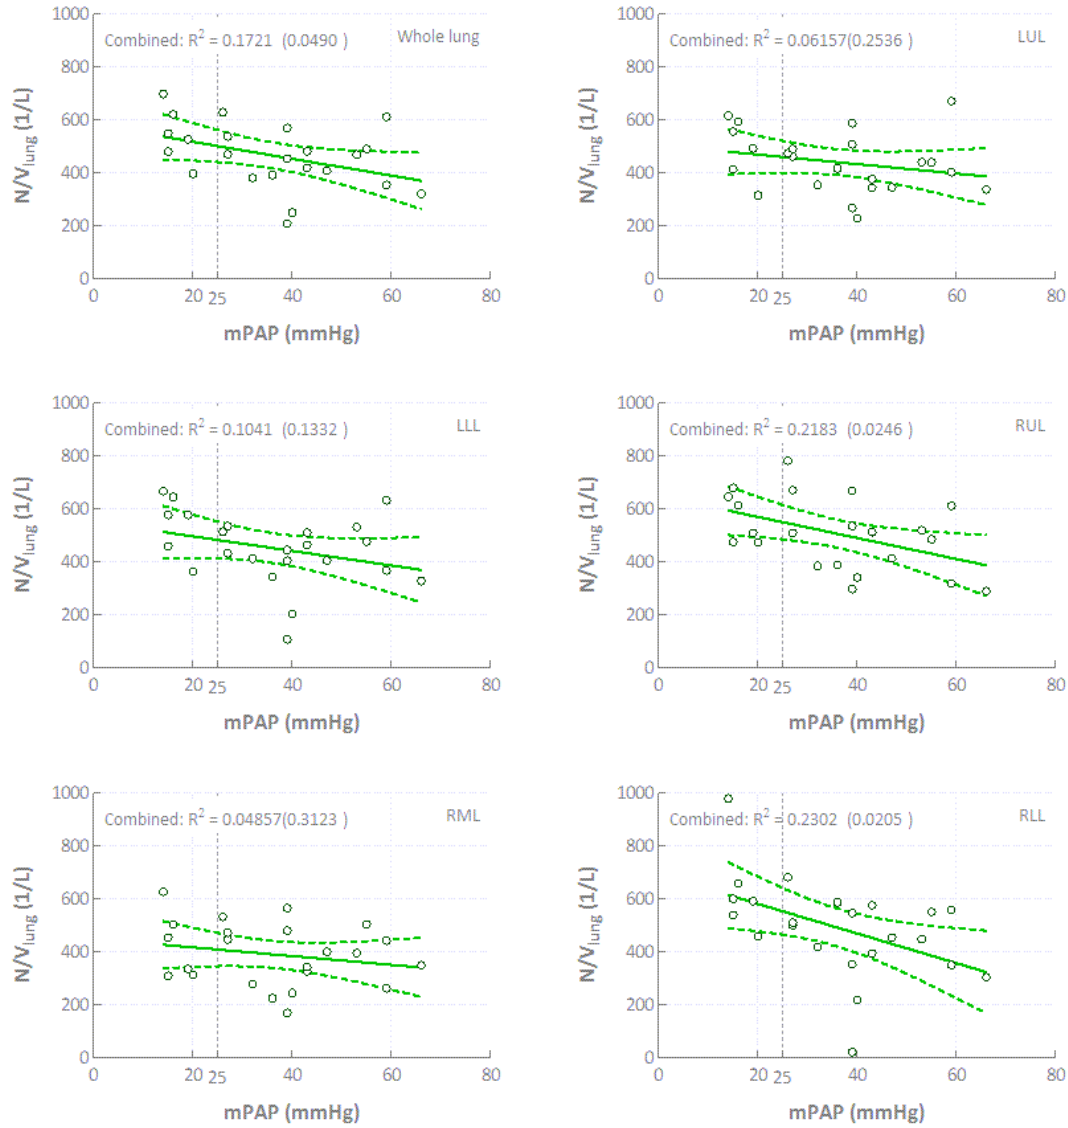 Combined: R² = 0.1721 (0.0490 ) Whole lung
N/V_lung (1/L)
1000
800
600
400
200
0
0 20 25 40 60 80
mPAP (mmHg)
Combined: R² = 0.06157(0.2536 ) LUL
N/V_lung (1/L)
1000
800
600
400
200
0
0 20 25 40 60 80
mPAP (mmHg)
Combined: R² = 0.1041 (0.1332 ) LLL
N/V_lung (1/L)
1000
800
600
400
200
0
0 20 25 40 60 80
mPAP (mmHg)
Combined: R² = 0.2183 (0.0246 ) RUL
N/V_lung (1/L)
1000
800
600
400
200
0
0 20 25 40 60 80
mPAP (mmHg)
Combined: R² = 0.04857(0.3123 ) RML
N/V_lung (1/L)
1000
800
600
400
200
0
0 20 25 40 60 80
mPAP (mmHg)
Combined: R² = 0.2302 (0.0205 ) RLL
N/V_lung (1/L)
1000
800
600
400
200
0
0 20 25 40 60 80
mPAP (mmHg)